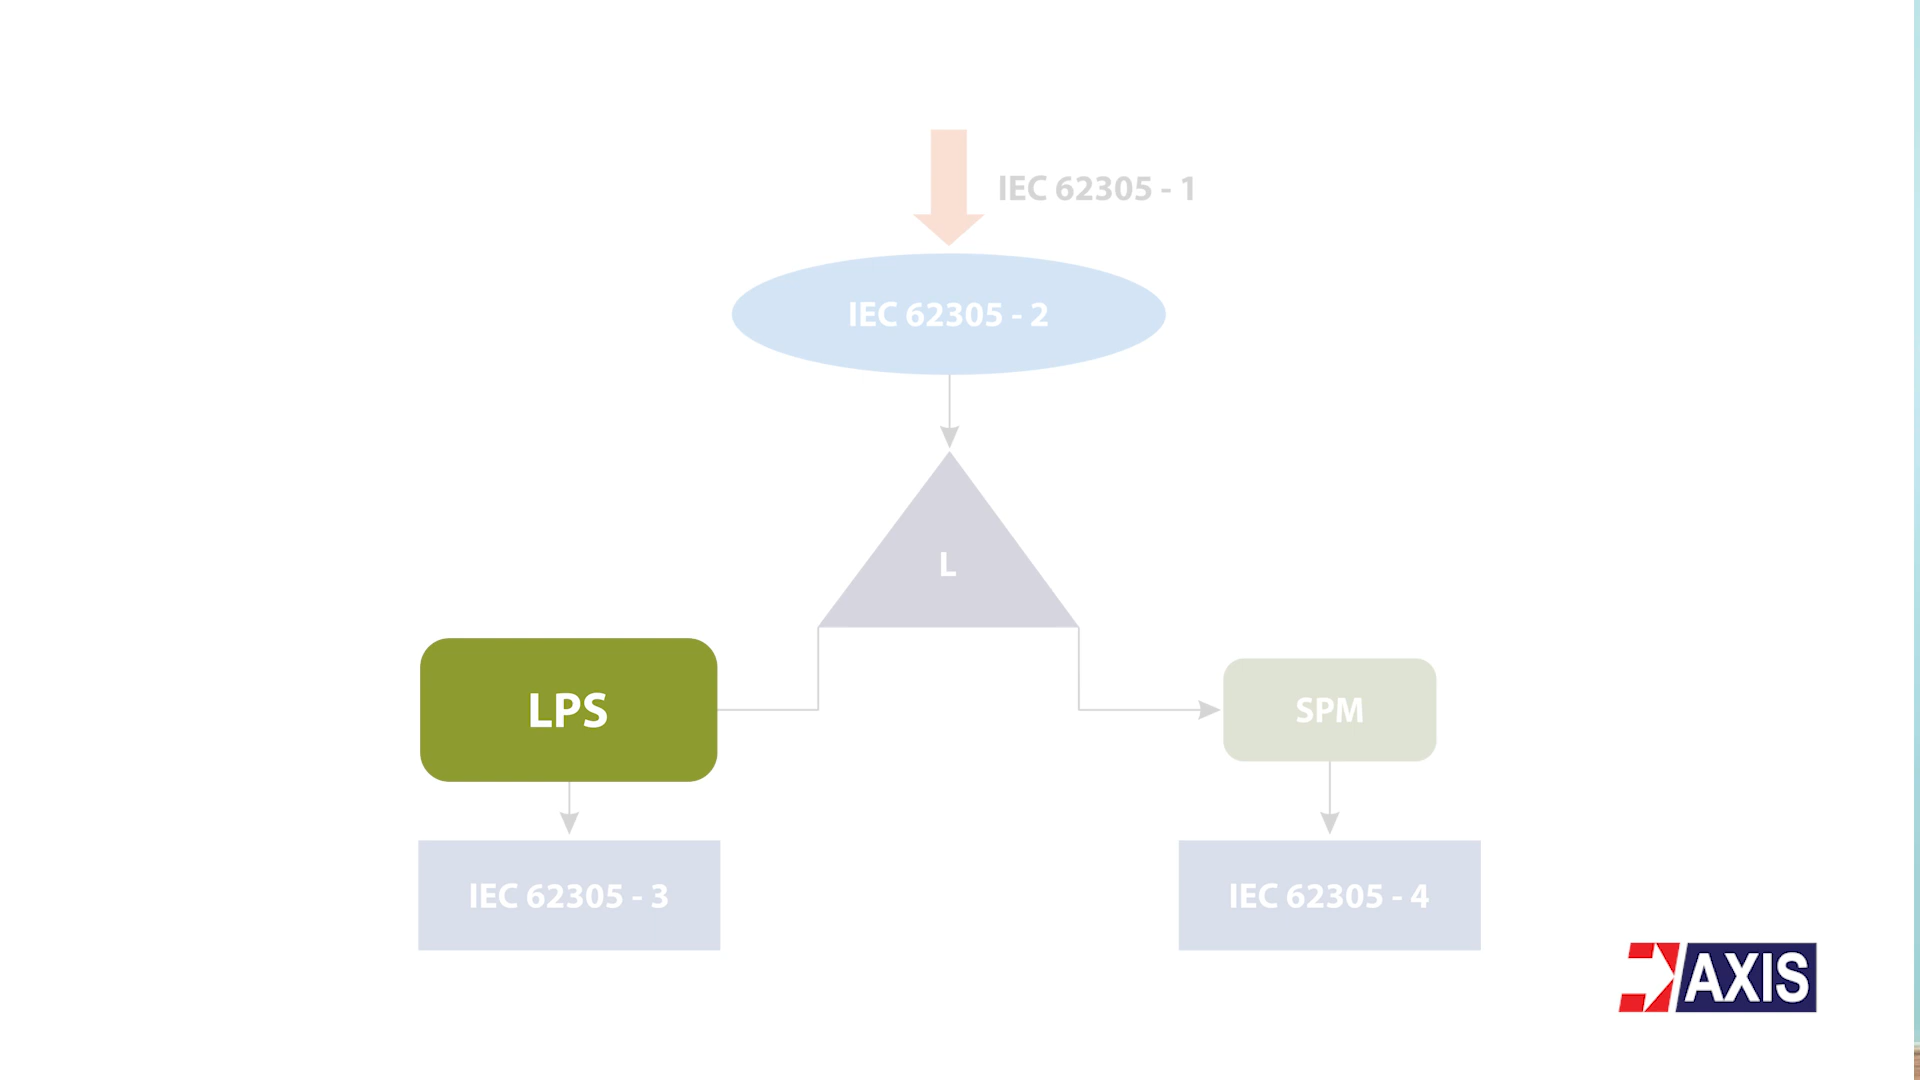 IEC 62305 - 1
IEC 62305 - 2
L
LPS
SPM
IEC 62305 - 3
IEC 62305 - 4
AXIS